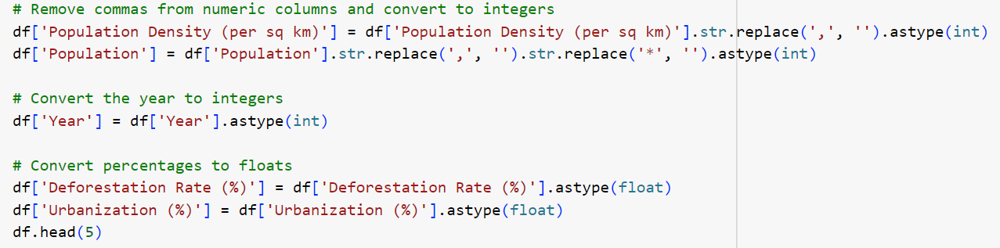 # Remove commas from numeric columns and convert to integers
df['Population Density (per sq km)'] = df['Population Density (per sq km)'].str.replace(',', '').astype(int)
df['Population'] = df['Population'].str.replace(',', '').str.replace('*', '').astype(int)
# Convert the year to integers
df['Year'] = df['Year'].astype(int)
# Convert percentages to floats
df['Deforestation Rate (%)'] = df['Deforestation Rate (%)'].astype(float)
df['Urbanization (%)'] = df['Urbanization (%)'].astype(float)
df.head(5)